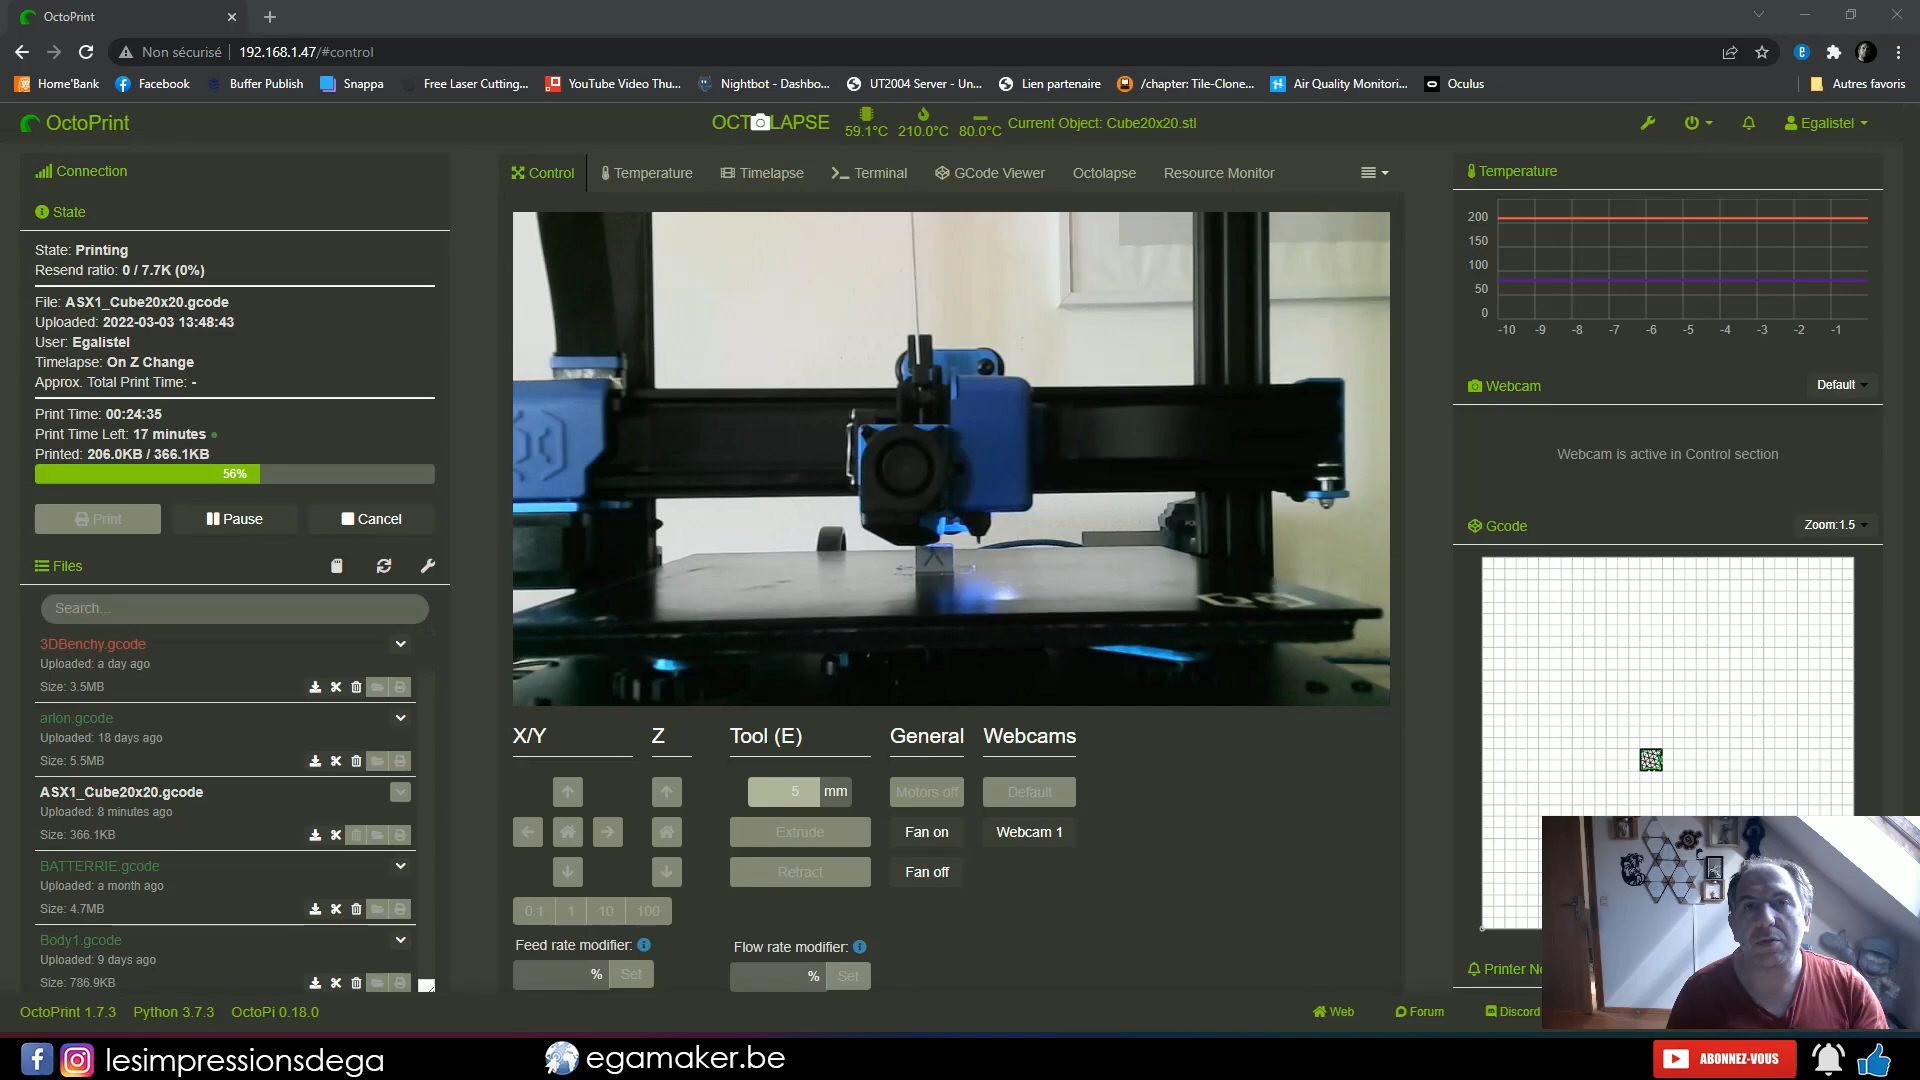 OctoPrint
Non sécurisé 192.168.1.47/#control
Home'Bank Facebook Buffer Publish Snappa Free Laser Cutting... YouTube Video Thu... Nightbot - Dashbo... UT2004 Server - Un... Lien partenaire /chapter: Tile-Clone... Air Quality Monitori... Oculus Autres favoris
OctoPrint
OCT LAPSE 59.1°C 210.0°C 80.0°C Current Object: Cube20x20.stl
Egalistel
Connection
State
State: Printing
Resend ratio: 0 / 7.7K (0%)
File: ASX1_Cube20x20.gcode
Uploaded: 2022-03-03 13:48:43
User: Egalistel
Timelapse: On Z Change
Approx. Total Print Time: -
Print Time: 00:24:35
Print Time Left: 17 minutes
Printed: 206.0KB / 366.1KB
56%
Print Pause Cancel
Files
Search...
3DBenchy.gcode
Uploaded: a day ago
Size: 3.5MB
arlon.gcode
Uploaded: 18 days ago
Size: 5.5MB
ASX1_Cube20x20.gcode
Uploaded: 8 minutes ago
Size: 366.1KB
BATTERRIE.gcode
Uploaded: a month ago
Size: 4.7MB
Body1.gcode
Uploaded: 9 days ago
Size: 786.9KB
Control Temperature Timelapse Terminal GCode Viewer Octolapse Resource Monitor
X
X/Y Z Tool (E) General Webcams
5 mm Motors off Default
Extrude Fan on Webcam 1
Retract Fan off
0.1 1 10 100
Feed rate modifier: Flow rate modifier:
% Set % Set
Temperature
200
150
100
50
0
-10 -9 -8 -7 -6 -5 -4 -3 -2 -1
Webcam Default
Webcam is active in Control section
Gcode Zoom:1.5
Printer No
OctoPrint 1.7.3 Python 3.7.3 OctoPi 0.18.0
Web Forum Discord
lesimpressionsdega egamaker.be ABONNEZ-VOUS